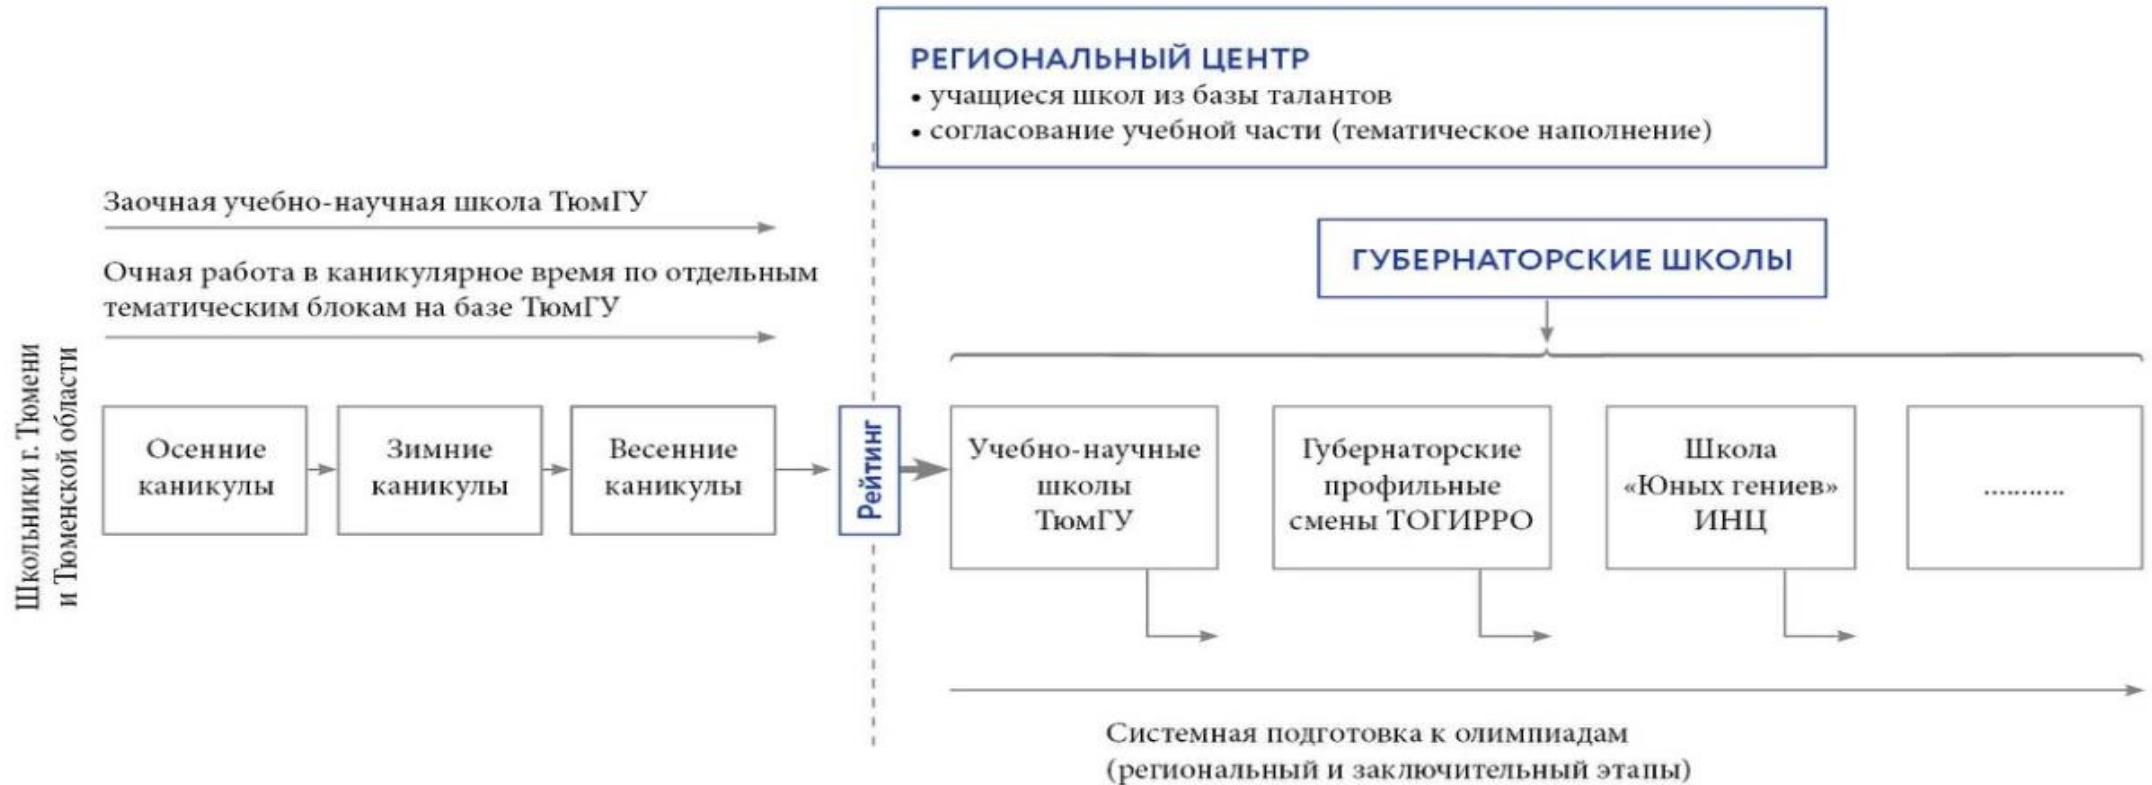 РЕГИОНАЛЬНЫЙ ЦЕНТР
• учащиеся школ из базы талантов
• согласование учебной части (тематическое наполнение)
Заочная учебно-научная школа ТюмГУ
Очная работа в каникулярное время по отдельным
тематическим блокам на базе ТюмГУ
ГУБЕРНАТОРСКИЕ ШКОЛЫ
Школьники г. Тюмени
и Тюменской области
Осенние
каникулы
Зимние
каникулы
Весенние
каникулы
Рейтинг
Учебно-научные
школы
ТюмГУ
Губернаторские
профильные
смены ТОГИРРО
Школа
«Юных гениев»
ИНЦ
...........
Системная подготовка к олимпиадам
(региональный и заключительный этапы)